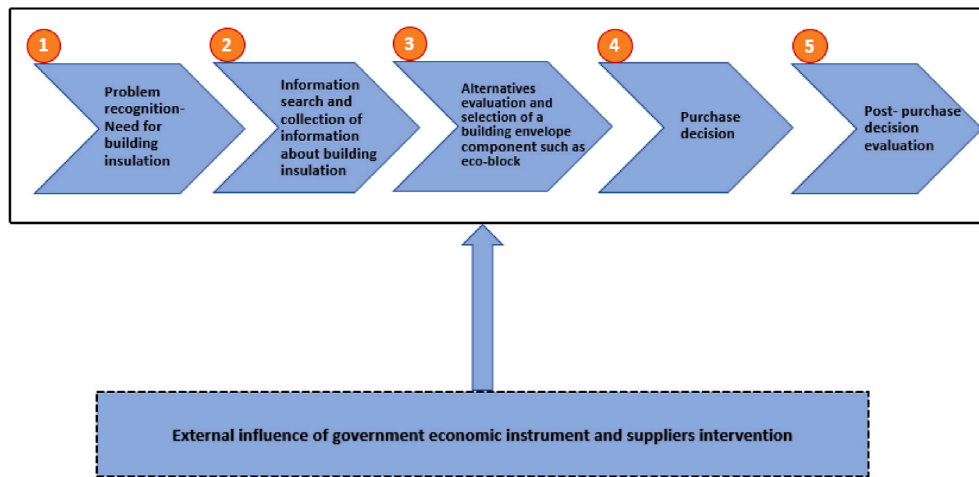 1
Problem
recognition-
Need for
building
insulation
2
Information
search and
collection of
information
about building
insulation
3
Alternatives
evaluation and
selection of a
building envelope
component such as
eco-block
4
Purchase
decision
5
Post- purchase
decision
evaluation
External influence of government economic instrument and suppliers intervention